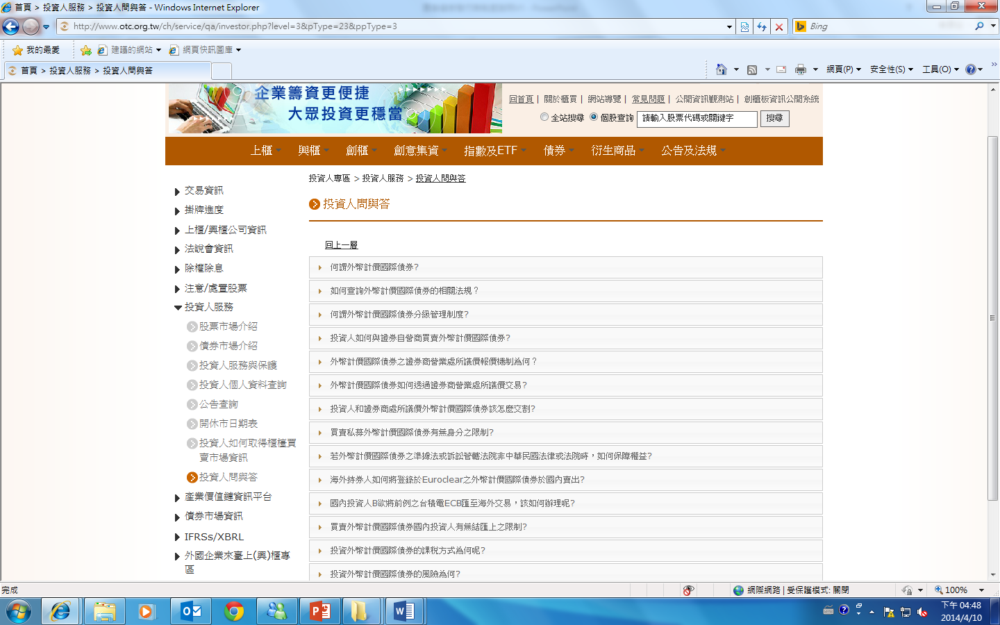 首頁 > 投資人服務 > 投資人問與答 - Windows Internet Explorer
http://www.otc.org.tw/ch/service/qa/investor.php?level=3&pType=23&ppType=3
Bing
我的最愛
建議的網站
網頁快訊圖庫
首頁 > 投資人服務 > 投資人問與答
網頁(P)
安全性(S)
工具(O)
企業籌資更便捷
大眾投資更穩當
回首頁 | 關於櫃買 | 網站導覽 | 常見問題 | 公開資訊觀測站 | 創櫃板資訊公開系統
全站搜尋 個股查詢 請輸入股票代碼或關鍵字 搜尋
上櫃 興櫃 創櫃 創意集資 指數及ETF 債券 衍生商品 公告及法規
交易資訊
掛牌進度
上櫃/興櫃公司資訊
法說會資訊
除權除息
注意/處置股票
投資人服務
股票市場介紹
債券市場介紹
投資人服務與保護
投資人個人資料查詢
公告查詢
開休市日期表
投資人如何取得櫃檯買
賣市場資訊
投資人問與答
產業價值鏈資訊平台
債券市場資訊
IFRSs/XBRL
外國企業來臺上(興)櫃專
區
投資人專區 > 投資人服務 > 投資人問與答
投資人問與答
回上一層
何謂外幣計價國際債券?
如何查詢外幣計價國際債券的相關法規？
何謂外幣計價國際債券分級管理制度?
投資人如何與證券自營商買賣外幣計價國際債券?
外幣計價國際債券之證券商營業處所議價報價機制為何？
外幣計價國際債券如何透過證券商營業處所議價交易?
投資人和證券商處所議價外幣計價國際債券該怎麼交割?
買賣私募外幣計價國際債券有無身分之限制?
若外幣計價國際債券之準據法或訴訟管轄法院非中華民國法律或法院時，如何保障權益?
海外持券人如何將登錄於Euroclear之外幣計價國際債券於國內賣出?
國內投資人B欲將前例之台積電ECB匯至海外交易，該如何辦理呢?
買賣外幣計價國際債券國內投資人有無結匯上之限制?
投資外幣計價國際債券的課稅方式為何呢?
投資外幣計價國際債券的風險為何?
完成
網際網路 | 受保護模式: 關閉
100%
下午 04:48
2014/4/10